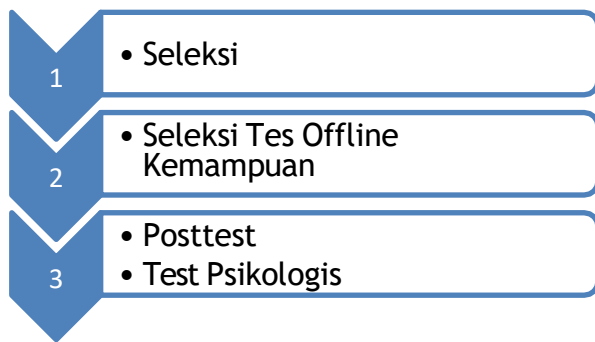 1
• Seleksi
2
• Seleksi Tes Offline
Kemampuan
3
• Posttest
• Test Psikologis